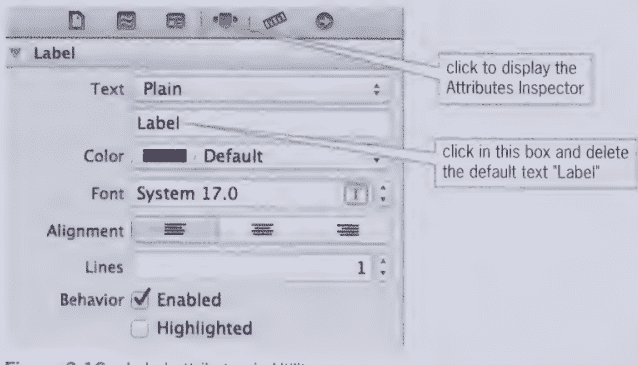 Label
Text Plain
Label
Color Default
Font System 17.0
Alignment
Lines 1
Behavior Enabled
Highlighted
click to display the
Attributes Inspector
click in this box and delete
the default text "Label"